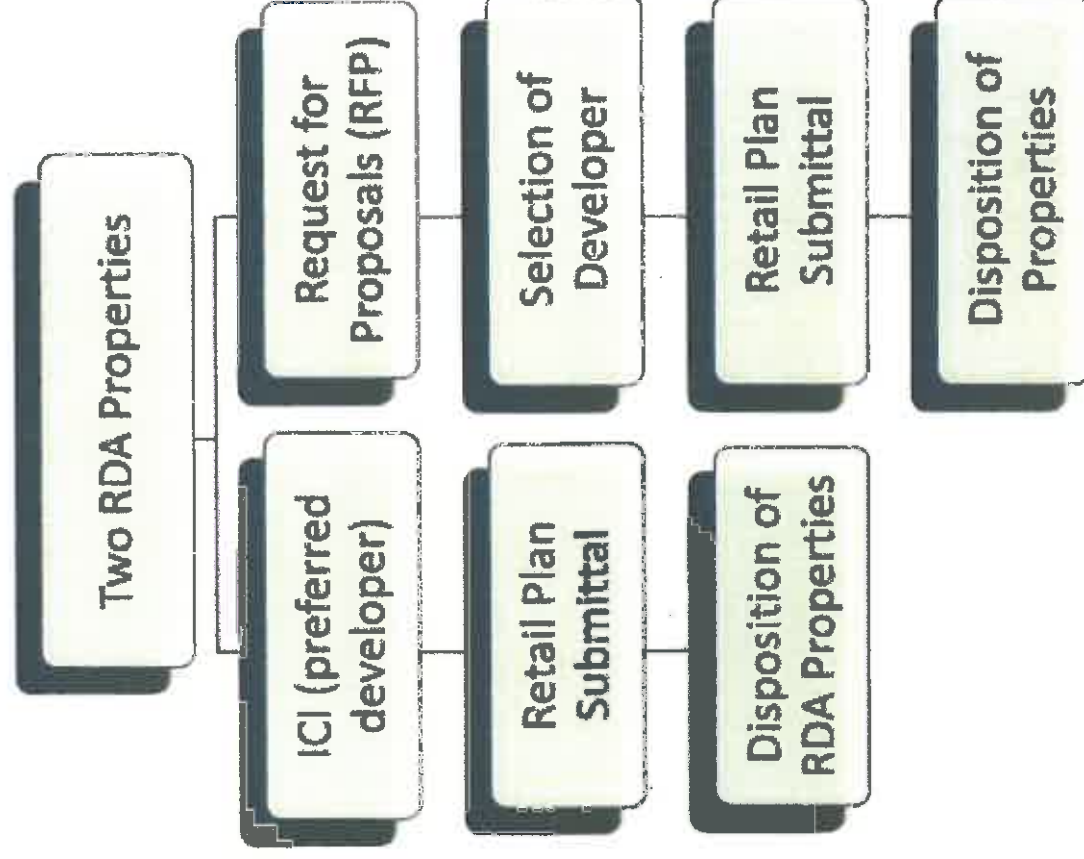 Two RDA Properties
ICI (preferred
developer)
Retail Plan
Submittal
Disposition of
RDA Properties
Request for
Proposals (RFP)
Selection of
Developer
Retail Plan
Submittal
Disposition of
Properties